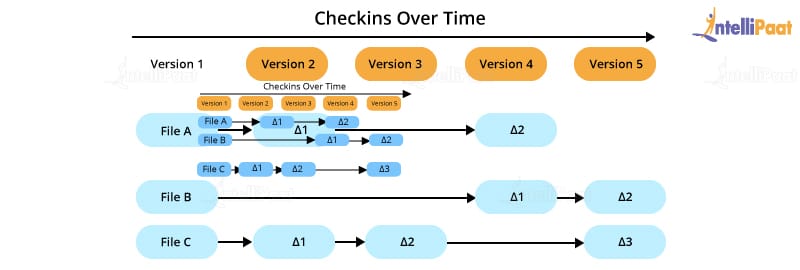 Checkins Over Time
intelliPaat
Version 1 Version 2 Version 3 Version 4 Version 5
Checkins Over Time
Version 1 Version 2 Version 3 Version 4 Version 5
File A Δ1 Δ2
File A Δ1 Δ2
File B Δ1 Δ2
File C Δ1 Δ2 Δ3
File B Δ1 Δ2
File C Δ1 Δ2 Δ3